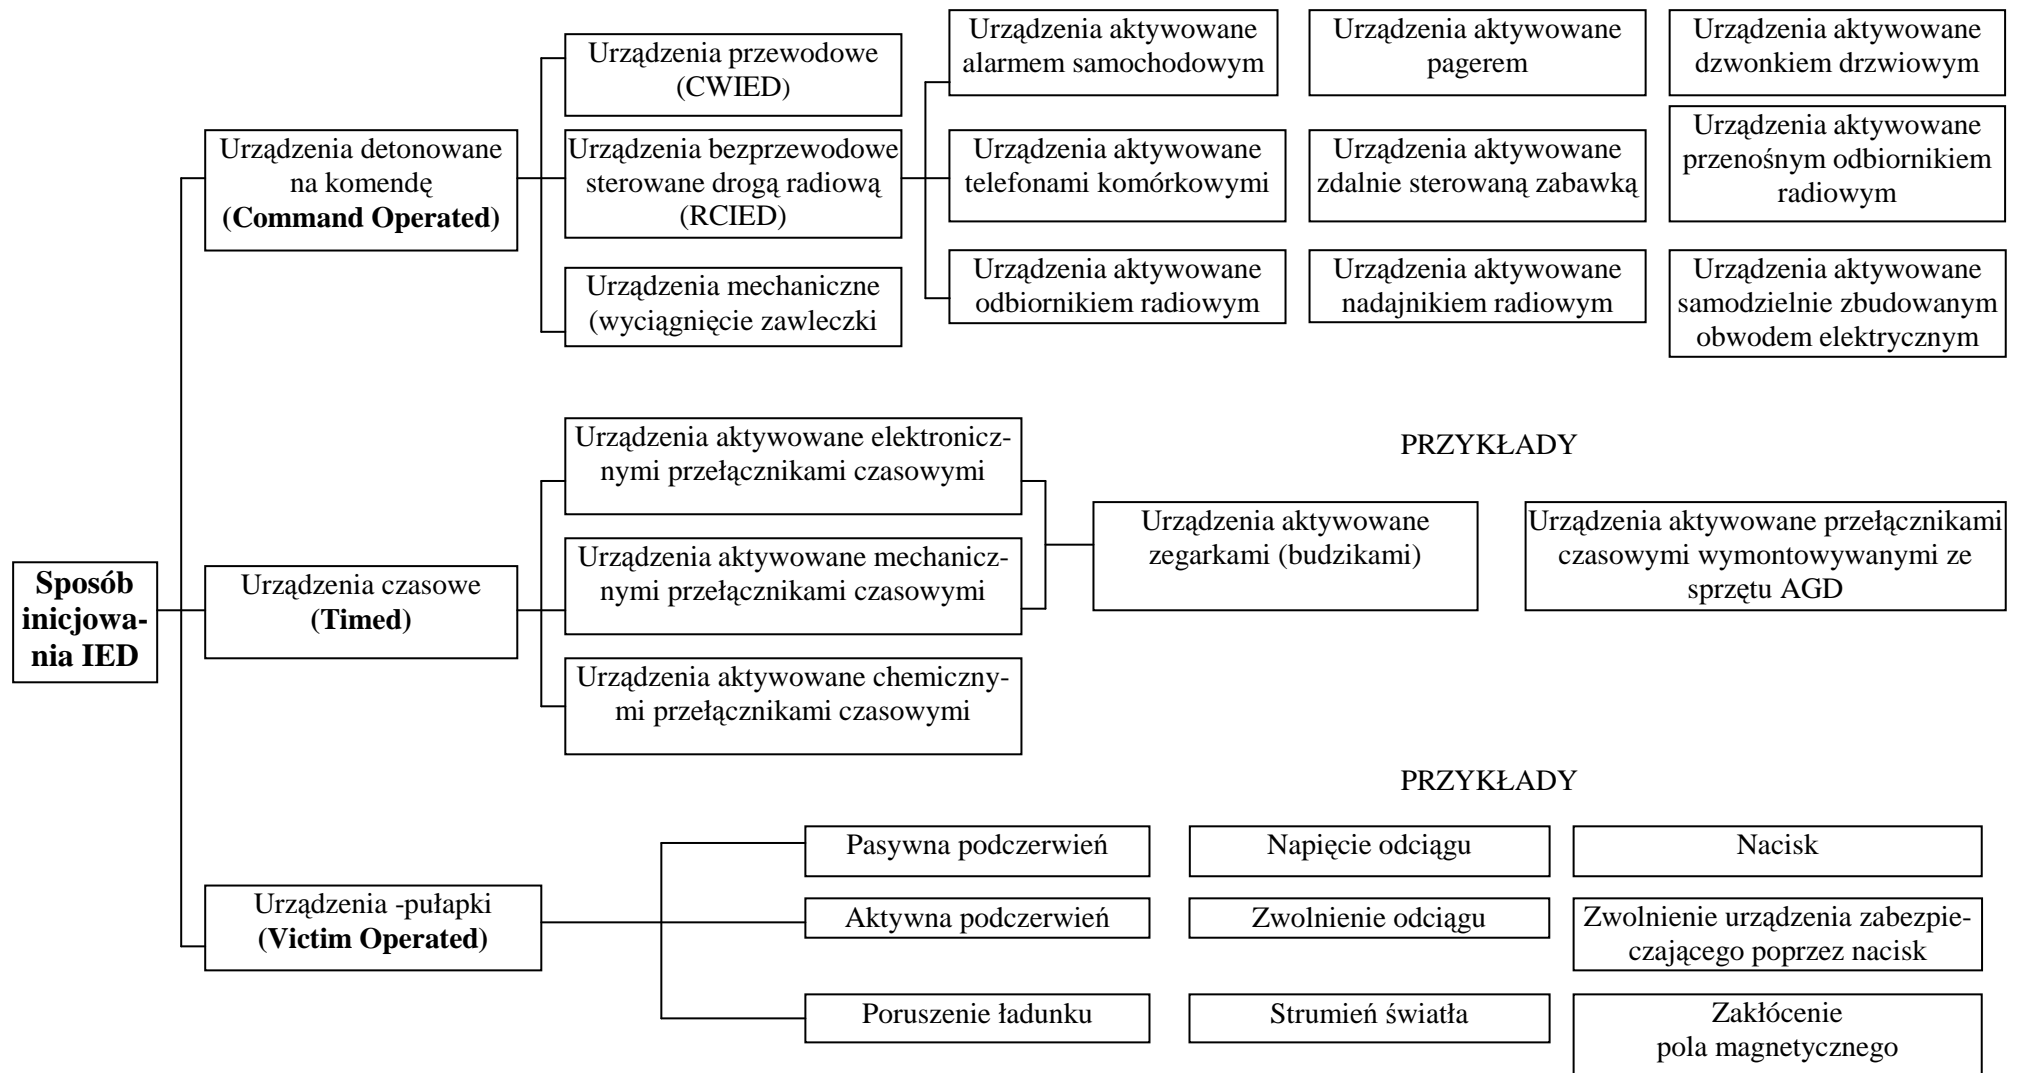 Sposób
inicjowa-
nia IED
Urządzenia detonowane
na komendę
(Command Operated)
Urządzenia przewodowe
(CWIED)
Urządzenia bezprzewodowe
sterowane drogą radiową
(RCIED)
Urządzenia mechaniczne
(wyciągnięcie zawleczki
Urządzenia aktywowane
alarmem samochodowym
Urządzenia aktywowane
pagerem
Urządzenia aktywowane
dzwonkiem drzwiowym
Urządzenia aktywowane
telefonami komórkowymi
Urządzenia aktywowane
zdalnie sterowaną zabawką
Urządzenia aktywowane
przenośnym odbiornikiem
radiowym
Urządzenia aktywowane
odbiornikiem radiowym
Urządzenia aktywowane
nadajnikiem radiowym
Urządzenia aktywowane
samodzielnie zbudowanym
obwodem elektrycznym
Urządzenia czasowe
(Timed)
Urządzenia aktywowane elektronicz-
nymi przełącznikami czasowymi
Urządzenia aktywowane mechanicz-
nymi przełącznikami czasowymi
Urządzenia aktywowane chemiczny-
mi przełącznikami czasowymi
PRZYKŁADY
Urządzenia aktywowane
zegarkami (budzikami)
Urządzenia aktywowane przełącznikami
czasowymi wymontowywanymi ze
sprzętu AGD
Urządzenia -pułapki
(Victim Operated)
PRZYKŁADY
Pasywna podczerwień
Napięcie odciągu
Nacisk
Aktywna podczerwień
Zwolnienie odciągu
Zwolnienie urządzenia zabezpie-
czającego poprzez nacisk
Poruszenie ładunku
Strumień światła
Zakłócenie
pola magnetycznego